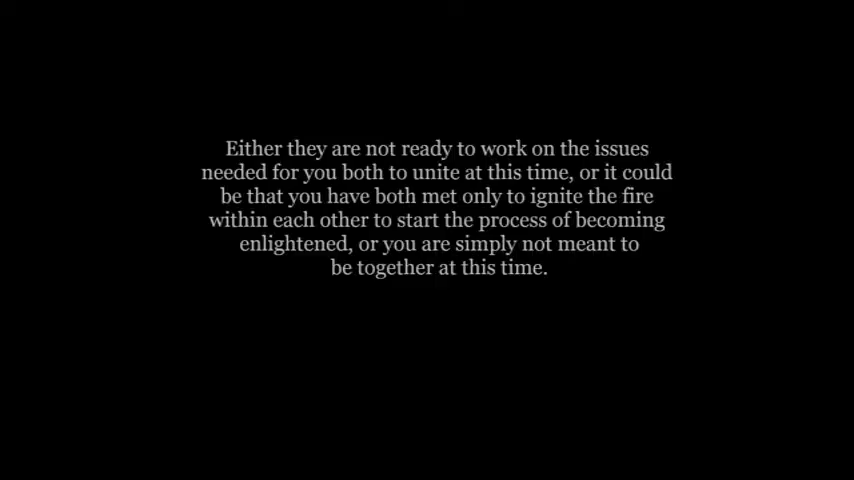 Either they are not ready to work on the issues
needed for you both to unite at this time, or it could
be that you have both met only to ignite the fire
within each other to start the process of becoming
enlightened, or you are simply not meant to
be together at this time.